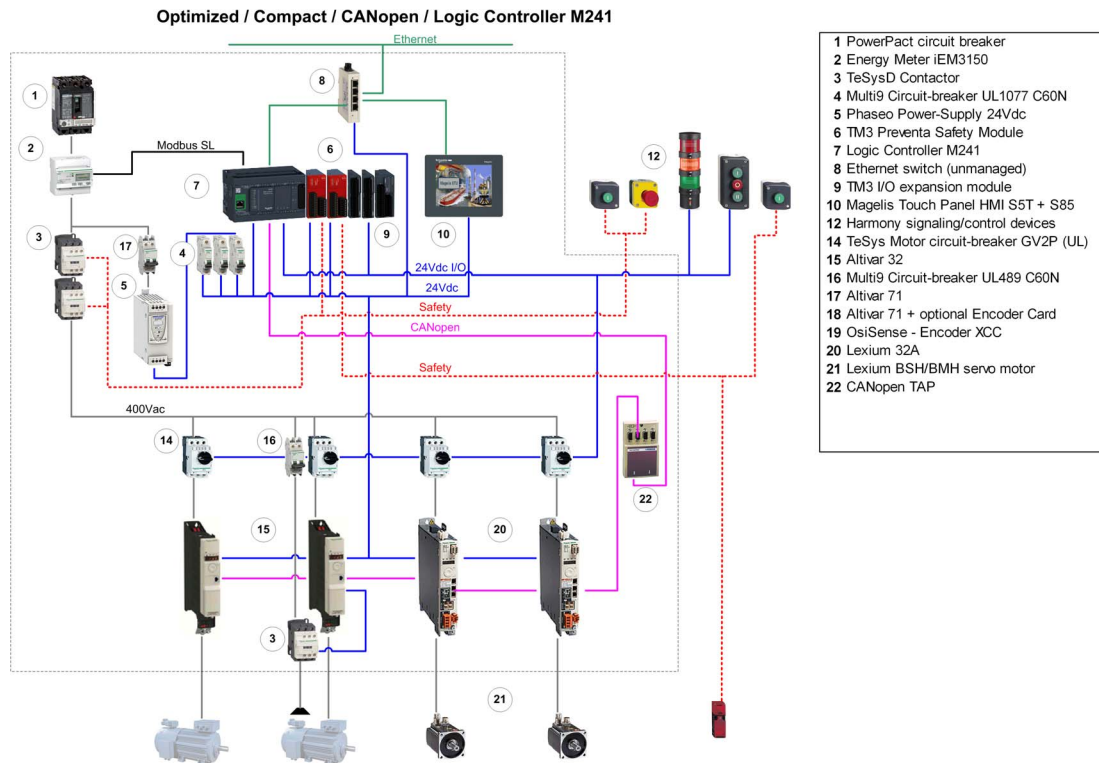 Optimized / Compact / CANopen / Logic Controller M241
Ethernet
8
1
2
Modbus SL
6
7
12
3
17
4
9
10
5
24Vdc I/O
24Vdc
Safety
CANopen
Safety
400Vac
14
16
22
15
20
3
21
1 PowerPact circuit breaker
2 Energy Meter iEM3150
3 TeSysD Contactor
4 Multi9 Circuit-breaker UL1077 C60N
5 Phaseo Power-Supply 24Vdc
6 TM3 Preventa Safety Module
7 Logic Controller M241
8 Ethernet switch (unmanaged)
9 TM3 I/O expansion module
10 Magelis Touch Panel HMI S5T + S85
12 Harmony signaling/control devices
14 TeSys Motor circuit-breaker GV2P (UL)
15 Altivar 32
16 Multi9 Circuit-breaker UL489 C60N
17 Altivar 71
18 Altivar 71 + optional Encoder Card
19 OsiSense - Encoder XCC
20 Lexium 32A
21 Lexium BSH/BMH servo motor
22 CANopen TAP